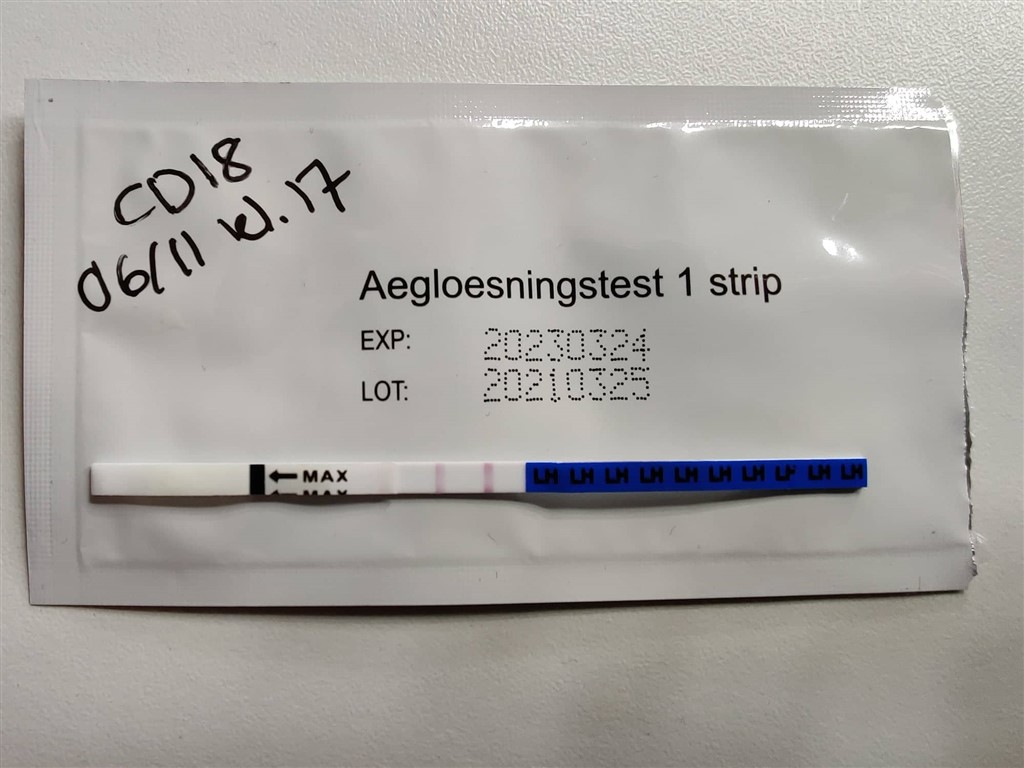 CD18
06/11 kl.17
Aegloesningstest 1 strip
EXP: 20230324
LOT: 20210325
MAX
MAX
LH LH LH LH LH LH LH LH LH LH